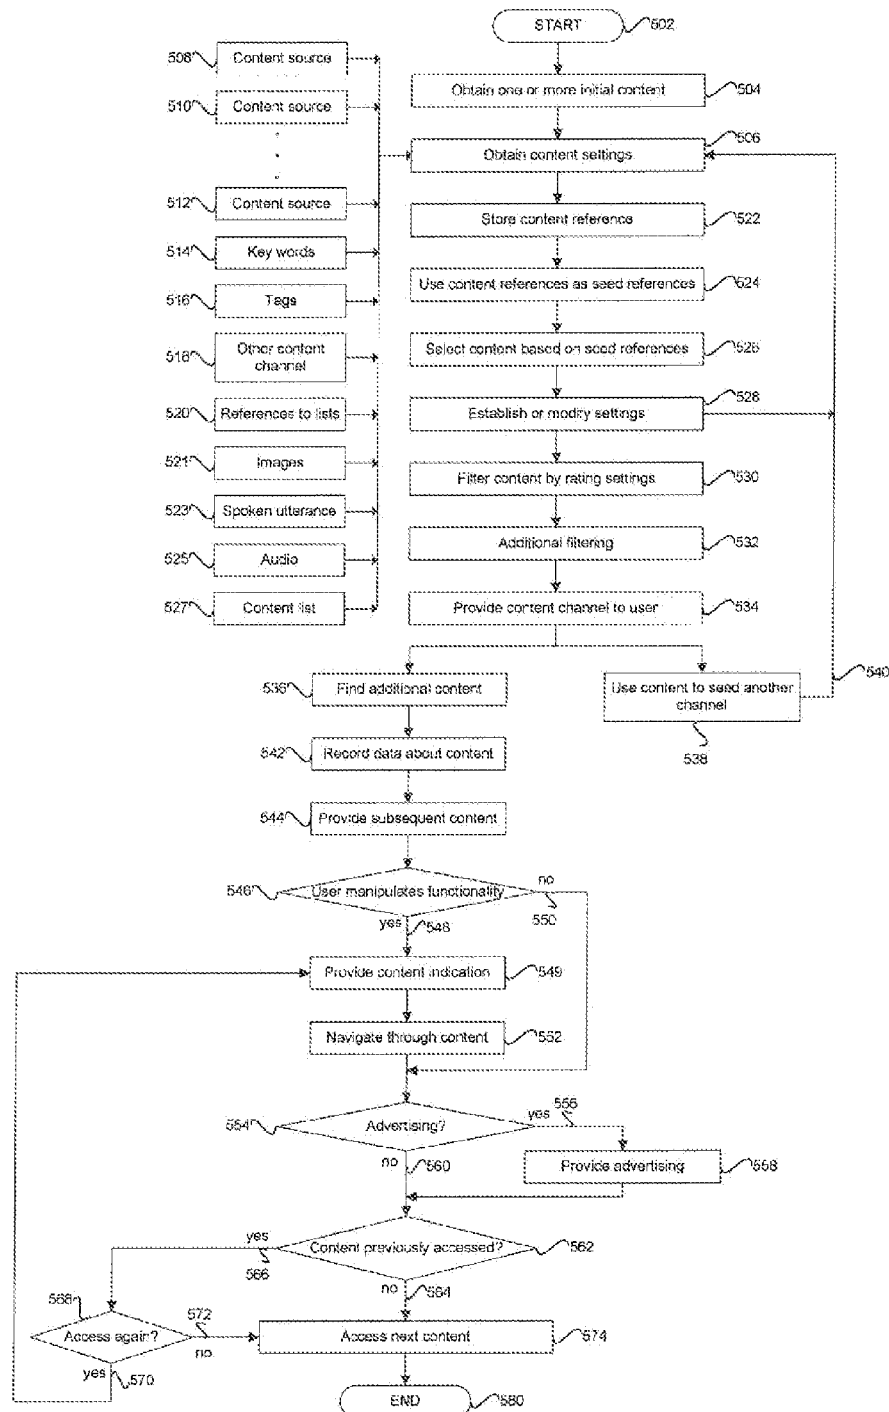 START
502
508
Content source
Obtain one or more initial content
504
510
Content source
506
Obtain content settings
512
Content source
Store content reference
522
514
Key words
Use content references as seed references
524
516
Tags
518
Other content
channel
Select content based on seed references
526
528
Establish or modify settings
520
References to lists
521
Images
Filter content by rating settings
530
523
Spoken utterance
Additional filtering
532
525
Audio
527
Content list
Provide content channel to user
534
536
Find additional content
Use content to seed another
channel
540
538
542
Record data about content
544
Provide subsequent content
546
User manipulates functionality
no
550
yes
548
Provide content indication
549
Navigate through content
552
554
Advertising?
yes
556
no
560
Provide advertising
558
yes
566
Content previously accessed?
562
no
564
568
Access again?
572
no
yes
570
Access next content
574
END
580